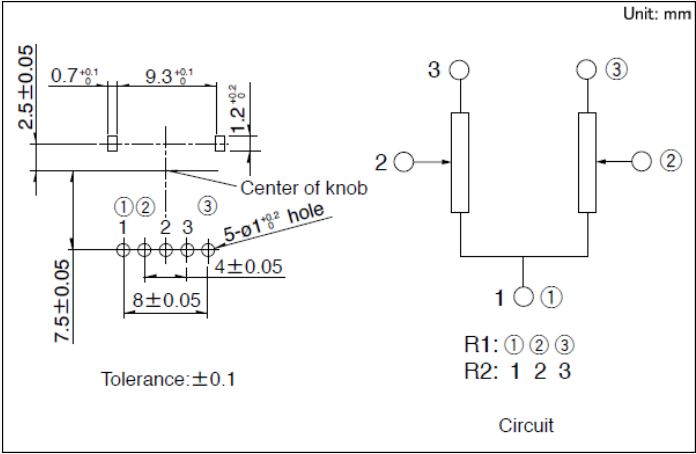 Unit: mm
0.7+0.1 0
9.3+0.1 0
2.5±0.05
1.2+0.2 0
Center of knob
① ② ③
1 2 3
5-ø1+0.2 0 hole
4±0.05
8±0.05
7.5±0.05
Tolerance:±0.1
3 ③
2 ②
1 ①
R1: ① ② ③
R2: 1 2 3
Circuit